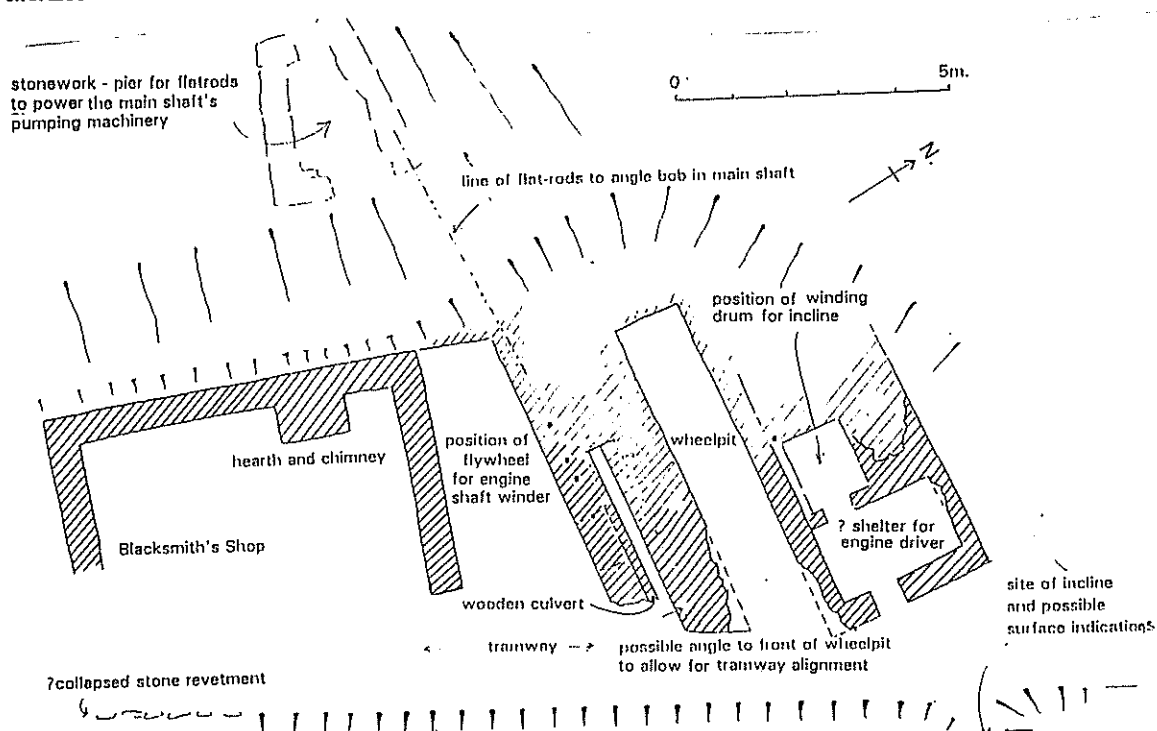 stonework - pier for flatrods
to power the main shaft's
pumping machinery
0
5m.
N
line of flat-rods to angle bob in main shaft
position of winding
drum for incline
hearth and chimney
position of
flywheel
for engine
shaft winder
wheelpit
Blacksmith's Shop
? shelter for
engine driver
wooden culvert
site of incline
and possible
surface indicatings
tramway
possible angle to front of wheelpit
to allow for tramway alignment
?collapsed stone revetment